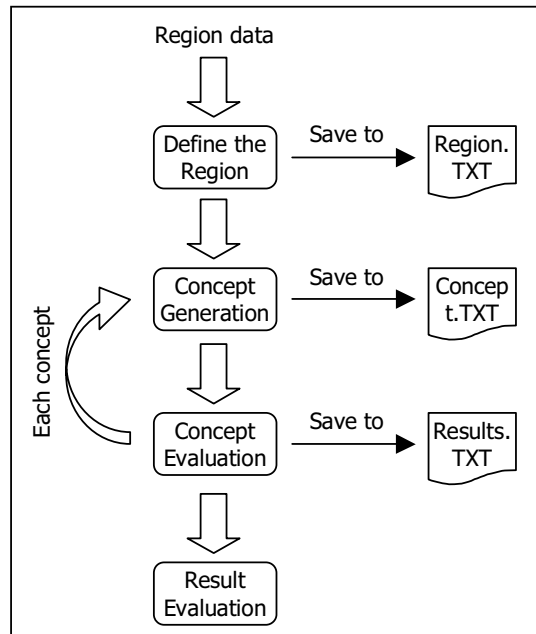 Region data
Define the
Region
Save to
Region.
TXT
Concept
Generation
Save to
Concep
t.TXT
Each concept
Concept
Evaluation
Save to
Results.
TXT
Result
Evaluation